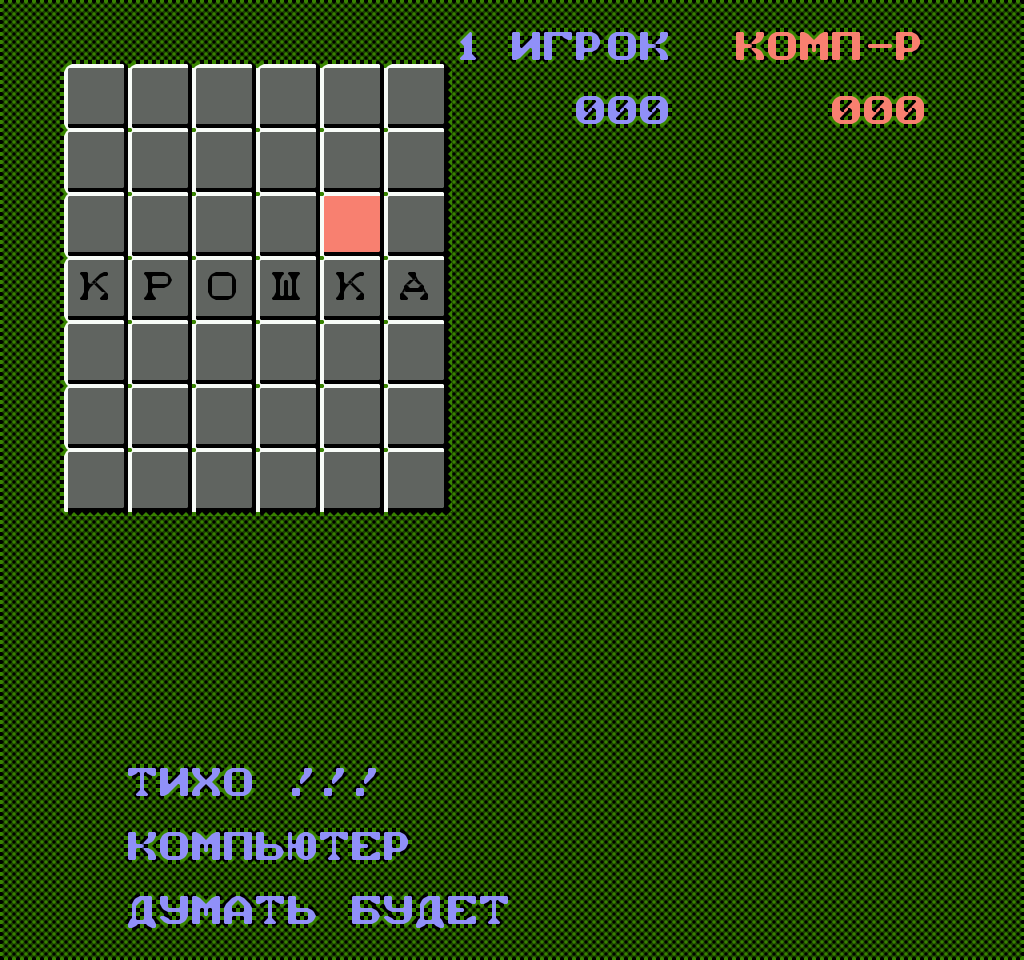 1 ИГРОК КОМП-Р
000 000
КРОШКА
ТИХО !!!
КОМПЬЮТЕР
ДУМАТЬ БУДЕТ